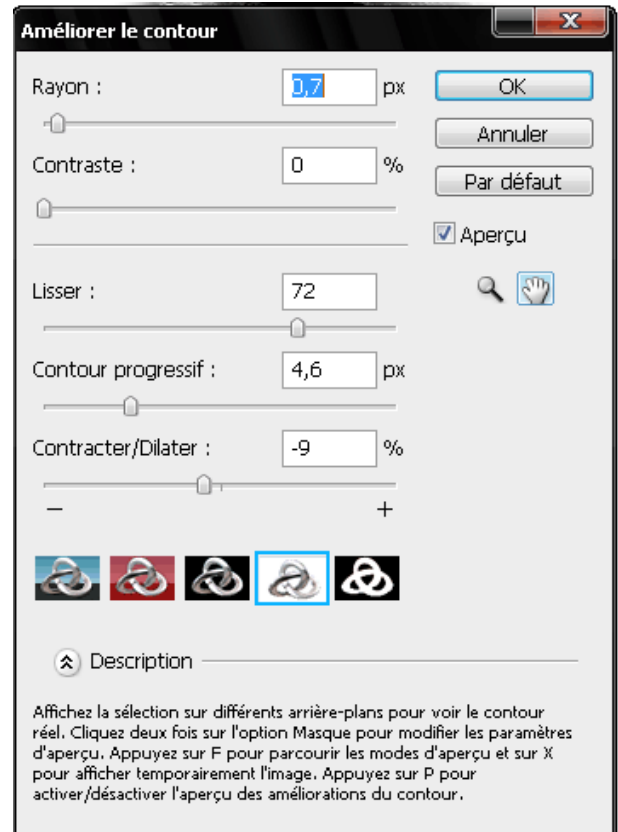 Améliorer le contour
Rayon : 0,7 px
OK
Annuler
Contraste : 0 %
Par défaut
Aperçu
Lisser : 72
Contour progressif : 4,6 px
Contracter/Dilater : -9 %
− +
Description
Affichez la sélection sur différents arrière-plans pour voir le contour
réel. Cliquez deux fois sur l'option Masque pour modifier les paramètres
d'aperçu. Appuyez sur F pour parcourir les modes d'aperçu et sur X
pour afficher temporairement l'image. Appuyez sur P pour
activer/désactiver l'aperçu des améliorations du contour.